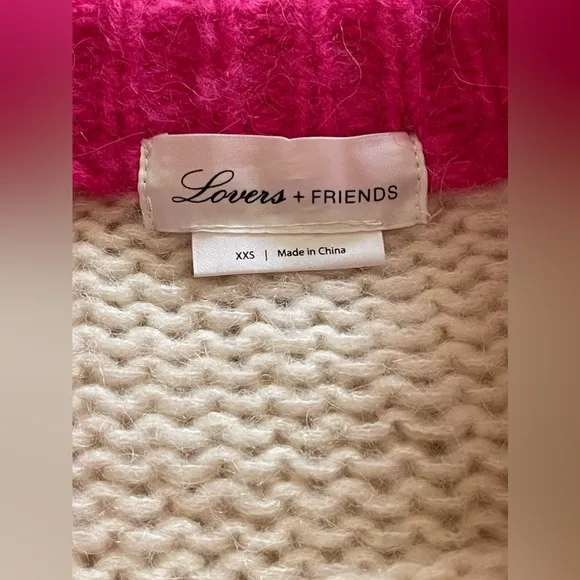 Lovers + FRIENDS
XXS | Made in China